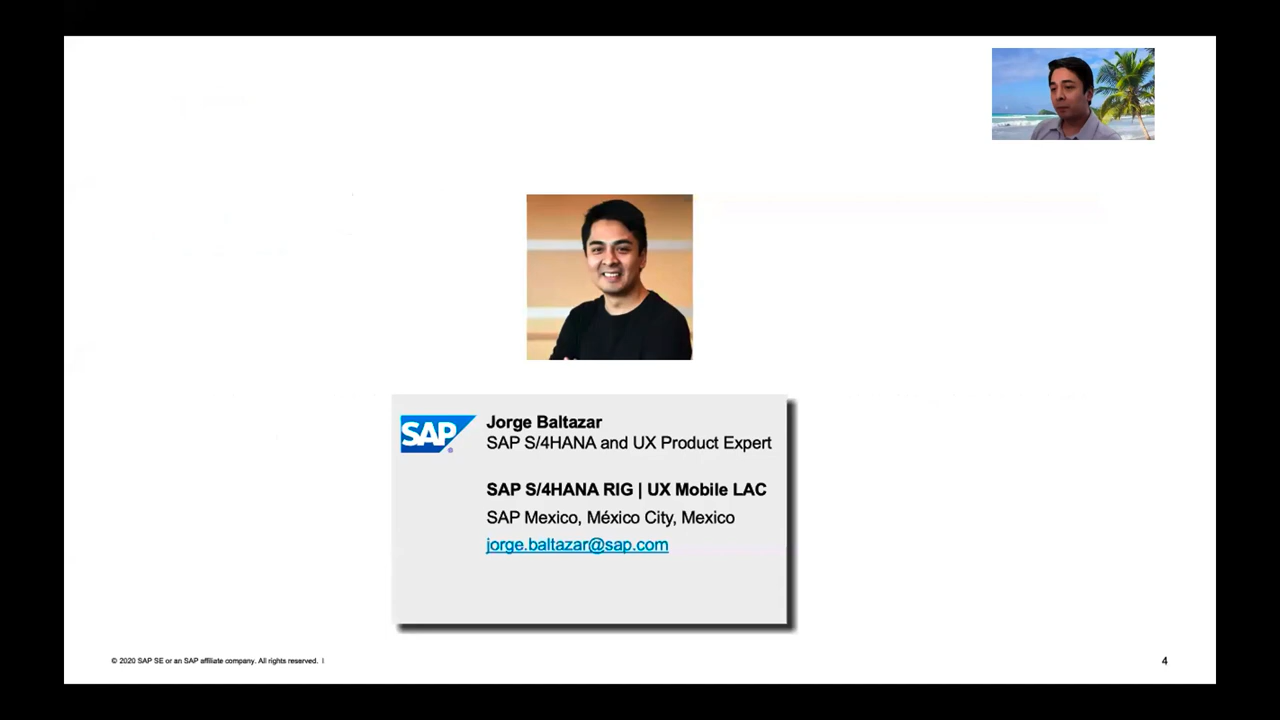 SAP®
Jorge Baltazar
SAP S/4HANA and UX Product Expert
SAP S/4HANA RIG | UX Mobile LAC
SAP Mexico, México City, Mexico
jorge.baltazar@sap.com
© 2020 SAP SE or an SAP affiliate company. All rights reserved. |
4